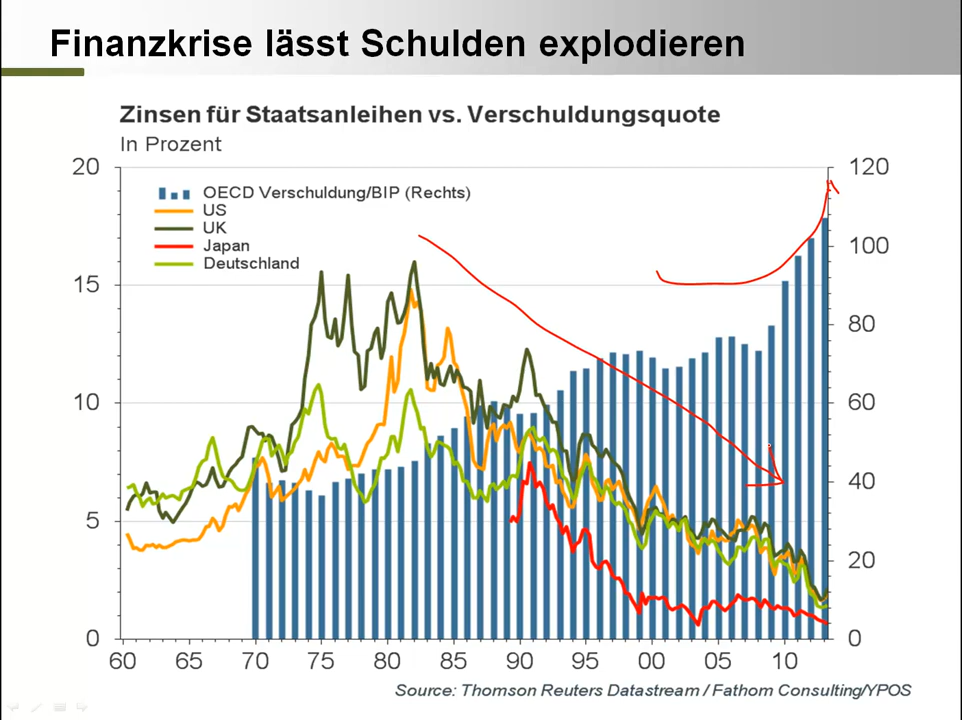 Finanzkrise lässt Schulden explodieren
Zinsen für Staatsanleihen vs. Verschuldungsquote
In Prozent
20
120
OECD Verschuldung/BIP (Rechts)
US
UK
Japan
Deutschland
100
15
80
10
60
40
5
20
0
0
60 65 70 75 80 85 90 95 00 05 10
Source: Thomson Reuters Datastream / Fathom Consulting/YPOS